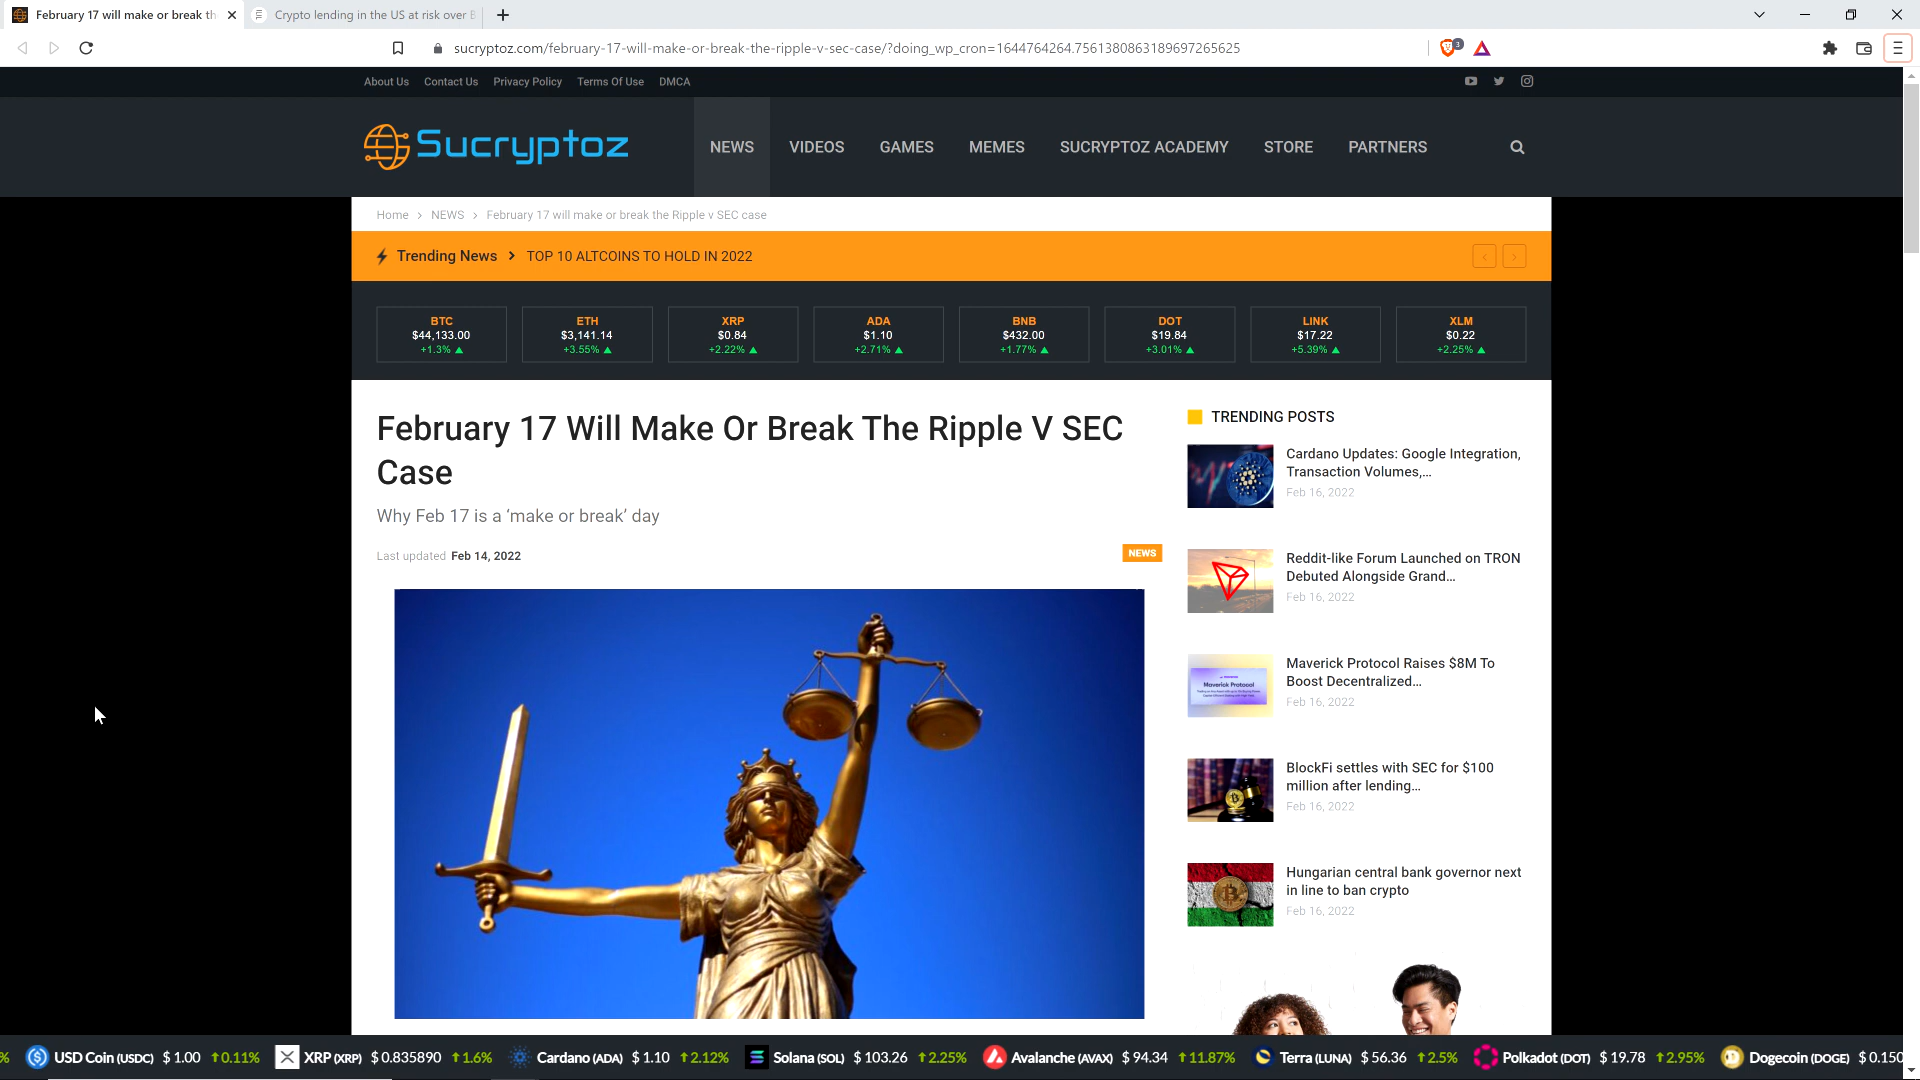 February 17 will make or break th
Crypto lending in the US at risk over B
sucryptoz.com/february-17-will-make-or-break-the-ripple-v-sec-case/?doing_wp_cron=1644764264.7561380863189697265625
3
About Us Contact Us Privacy Policy Terms Of Use DMCA
Sucryptoz
NEWS VIDEOS GAMES MEMES SUCRYPTOZ ACADEMY STORE PARTNERS
Home > NEWS > February 17 will make or break the Ripple v SEC case
Trending News > TOP 10 ALTCOINS TO HOLD IN 2022
BTC ETH XRP ADA BNB DOT LINK XLM
$44,133.00 $3,141.14 $0.84 $1.10 $432.00 $19.84 $17.22 $0.22
+1.3% ▲ +3.55% ▲ +2.22% ▲ +2.71% ▲ +1.77% ▲ +3.01% ▲ +5.39% ▲ +2.25% ▲
February 17 Will Make Or Break The Ripple V SEC
Case
Why Feb 17 is a ‘make or break’ day
Last updated Feb 14, 2022
NEWS
TRENDING POSTS
Cardano Updates: Google Integration,
Transaction Volumes,...
Feb 16, 2022
Reddit-like Forum Launched on TRON
Debuted Alongside Grand...
Feb 16, 2022
Maverick Protocol
Maverick Protocol Raises $8M To
Boost Decentralized...
Feb 16, 2022
BlockFi settles with SEC for $100
million after lending...
Feb 16, 2022
Hungarian central bank governor next
in line to ban crypto
Feb 16, 2022
% USD Coin (USDC) $ 1.00 ↑0.11% XRP (XRP) $ 0.835890 ↑1.6% Cardano (ADA) $ 1.10 ↑2.12% Solana (SOL) $ 103.26 ↑2.25% Avalanche (AVAX) $ 94.34 ↑11.87% Terra (LUNA) $ 56.36 ↑2.5% Polkadot (DOT) $ 19.78 ↑2.95% Dogecoin (DOGE) $ 0.150